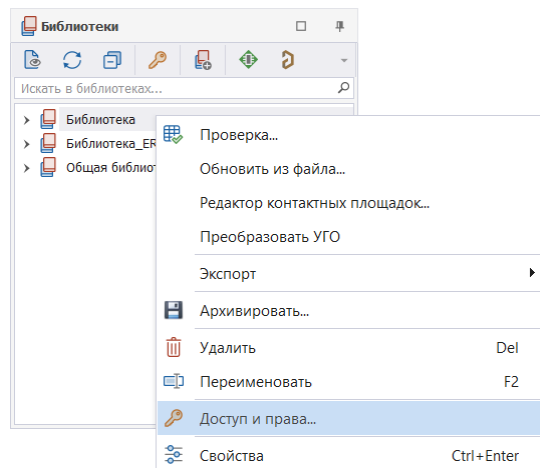 Библиотеки
Искать в библиотеках...
Библиотека
Библиотека_ER
Общая библиот
Проверка...
Обновить из файла...
Редактор контактных площадок...
Преобразовать УГО
Экспорт
Архивировать...
Удалить Del
Переименовать F2
Доступ и права...
Свойства Ctrl+Enter